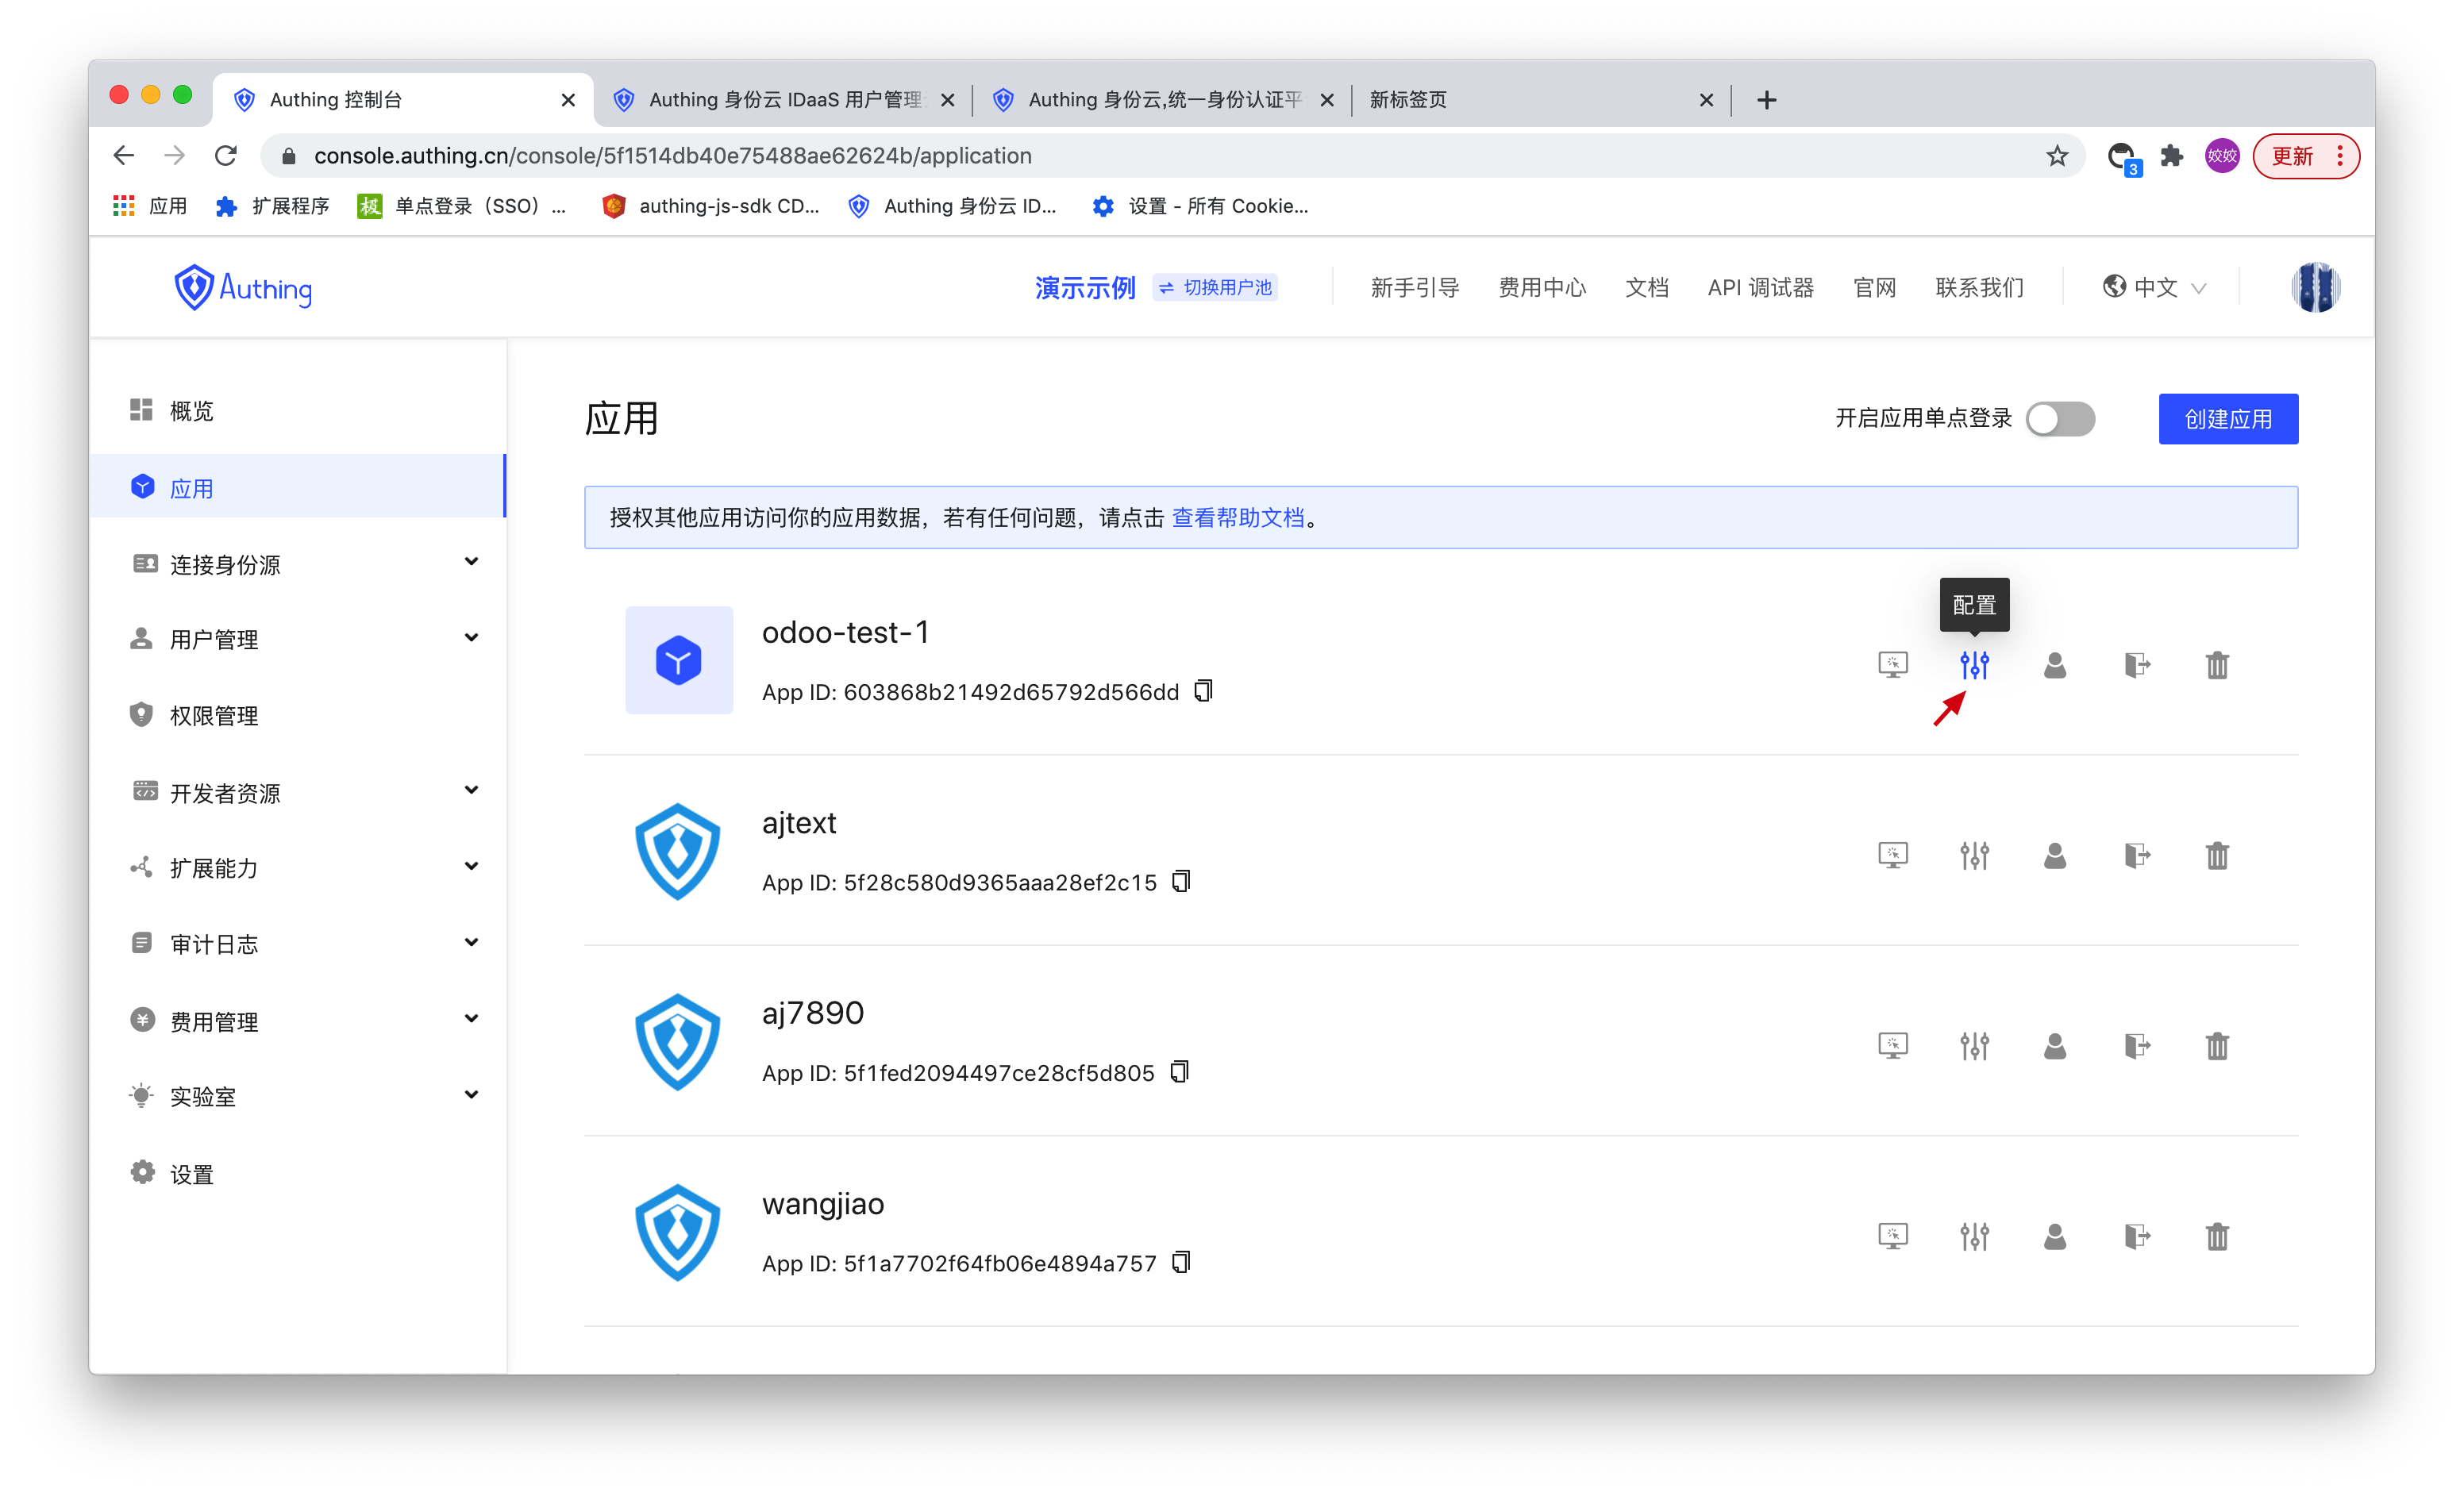 Authing 控制台
Authing 身份云 IDaaS 用户管理
Authing 身份云,统一身份认证平
新标签页
console.authing.cn/console/5f1514db40e75488ae62624b/application
3
姣姣
更新
应用
扩展程序
极
单点登录（SSO）...
authing-js-sdk CD...
Authing 身份云 ID...
设置 - 所有 Cookie...
Authing
演示示例
切换用户池
新手引导
费用中心
文档
API 调试器
官网
联系我们
中文
概览
应用
连接身份源
用户管理
权限管理
开发者资源
扩展能力
审计日志
费用管理
实验室
设置
应用
开启应用单点登录
创建应用
授权其他应用访问你的应用数据，若有任何问题，请点击 查看帮助文档。
配置
odoo-test-1
App ID: 603868b21492d65792d566dd
ajtext
App ID: 5f28c580d9365aaa28ef2c15
aj7890
App ID: 5f1fed2094497ce28cf5d805
wangjiao
App ID: 5f1a7702f64fb06e4894a757